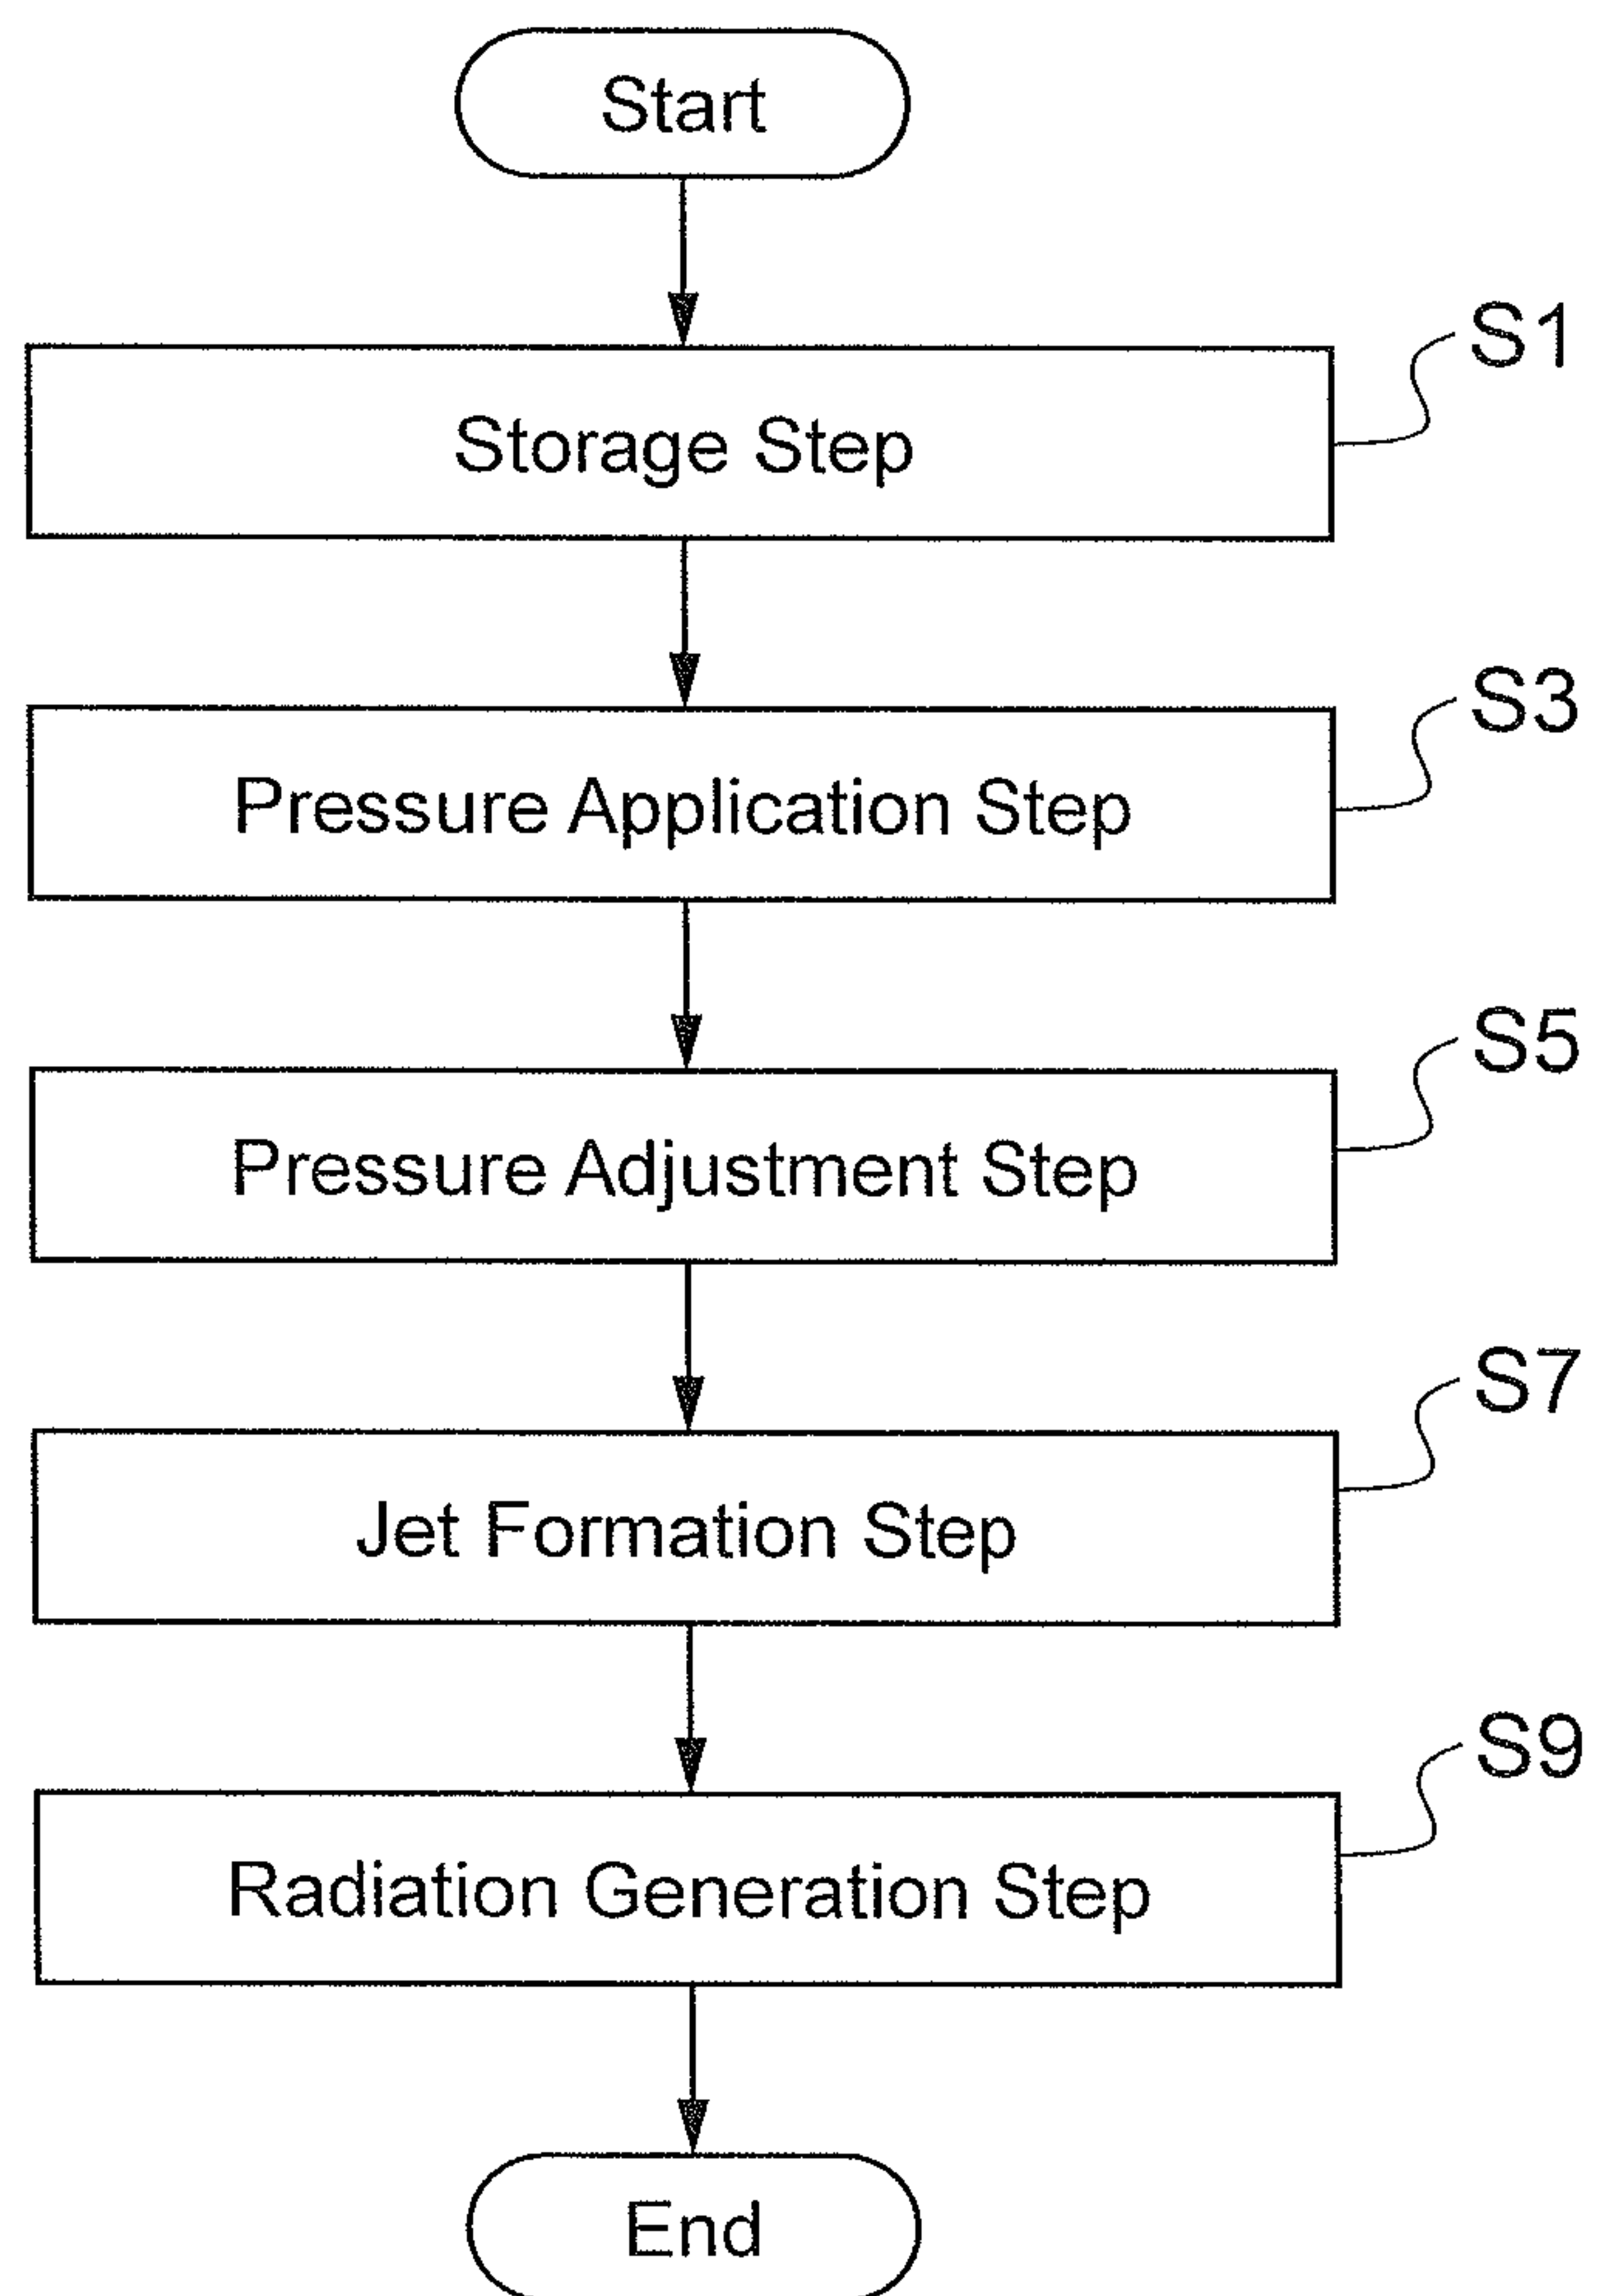 Start
S1
Storage Step
S3
Pressure Application Step
S5
Pressure Adjustment Step
S7
Jet Formation Step
S9
Radiation Generation Step
End